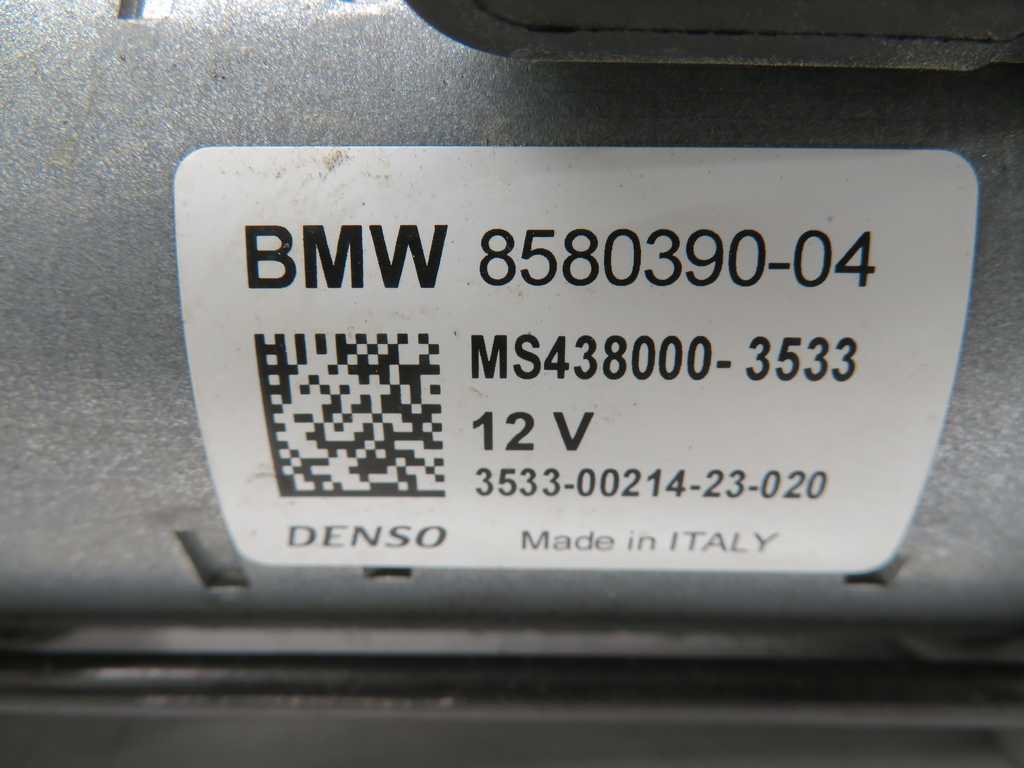 BMW 8580390-04
MS438000-3533
12 V
3533-00214-23-020
DENSO Made in ITALY